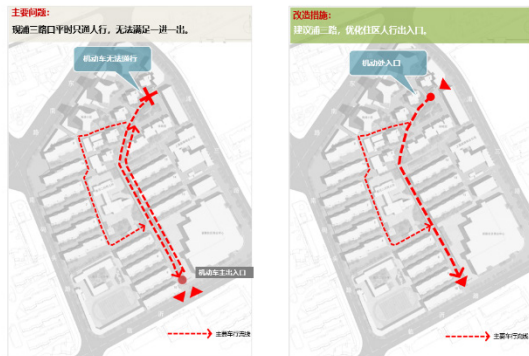 主要问题:
现浦三路口平时只通人行，无法满足一进一出。
机动车无法通行
机动车主出入口
主要车行流线
改造措施:
建议浦三路，优化住区人行出入口。
机动处入口
主要车行流线